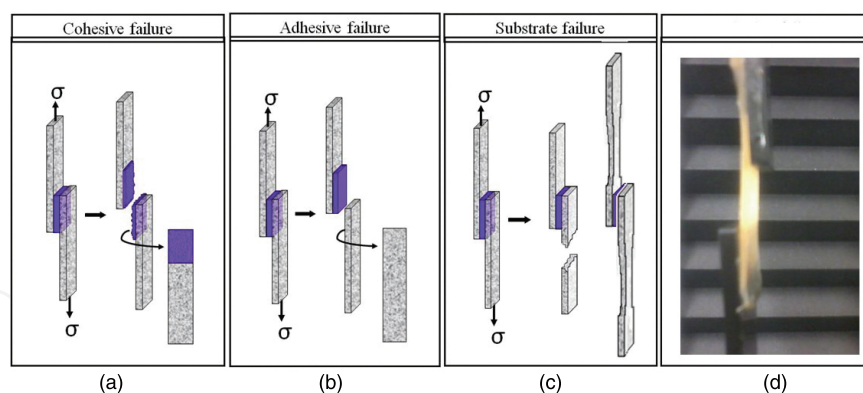 Cohesive failure
Adhesive failure
Substrate failure
σ
σ
σ
σ
σ
σ
(a)
(b)
(c)
(d)